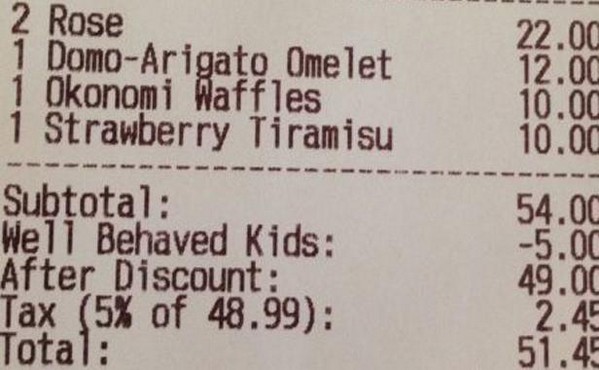 2 Rose 22.00
1 Domo-Arigato Omelet 12.00
1 Okonomi Waffles 10.00
1 Strawberry Tiramisu 10.00
Subtotal: 54.00
Well Behaved Kids: -5.00
After Discount: 49.00
Tax (5% of 48.99): 2.45
Total: 51.45